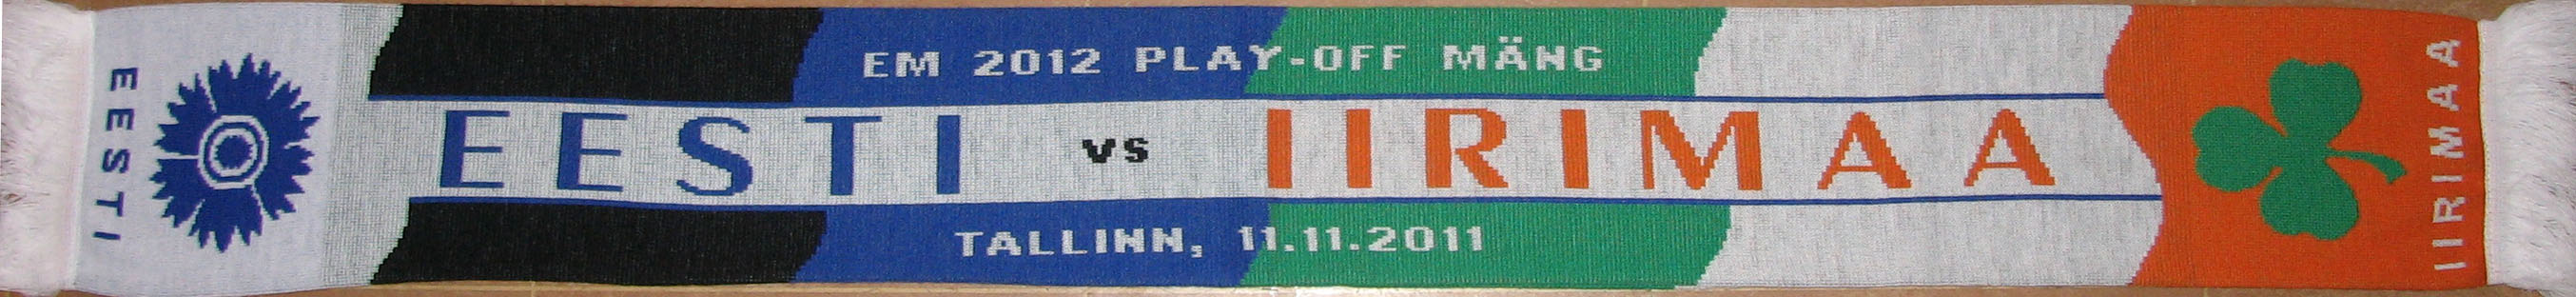 EESTI
EM 2012 PLAY-OFF MÄNG
EESTI vs IIRIMAA
TALLINN, 11.11.2011
IIRIMAA